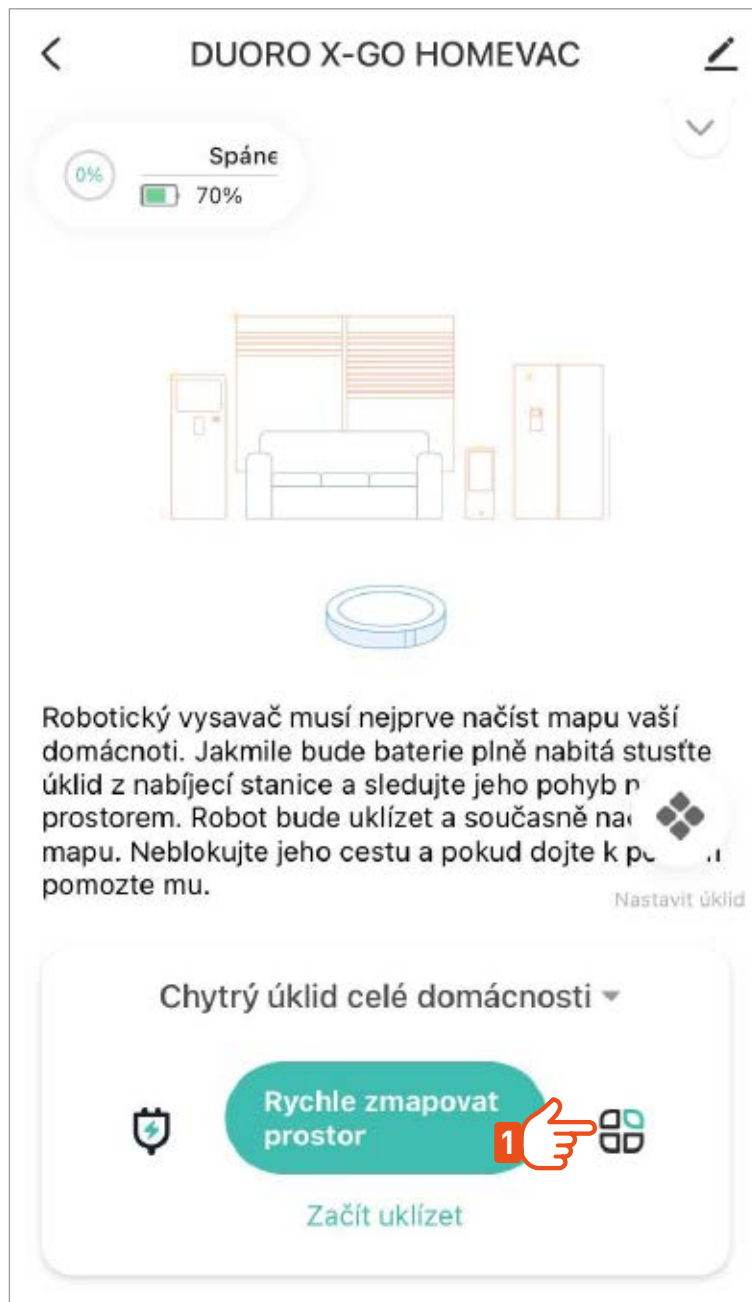 DUORO X-GO HOMEVAC
0%
Spáne
70%
Robotický vysavač musí nejprve načíst mapu vaší
domácnoti. Jakmile bude baterie plně nabitá stusťte
úklid z nabíjecí stanice a sledujte jeho pohyb
prostorem. Robot bude uklízet a současně
mapu. Neblokujte jeho cestu a pokud dojte k
pomozte mu.
Nastavit úklid
Chytrý úklid celé domácnosti
Rychle zmapovat
prostor
1
Začít uklízet